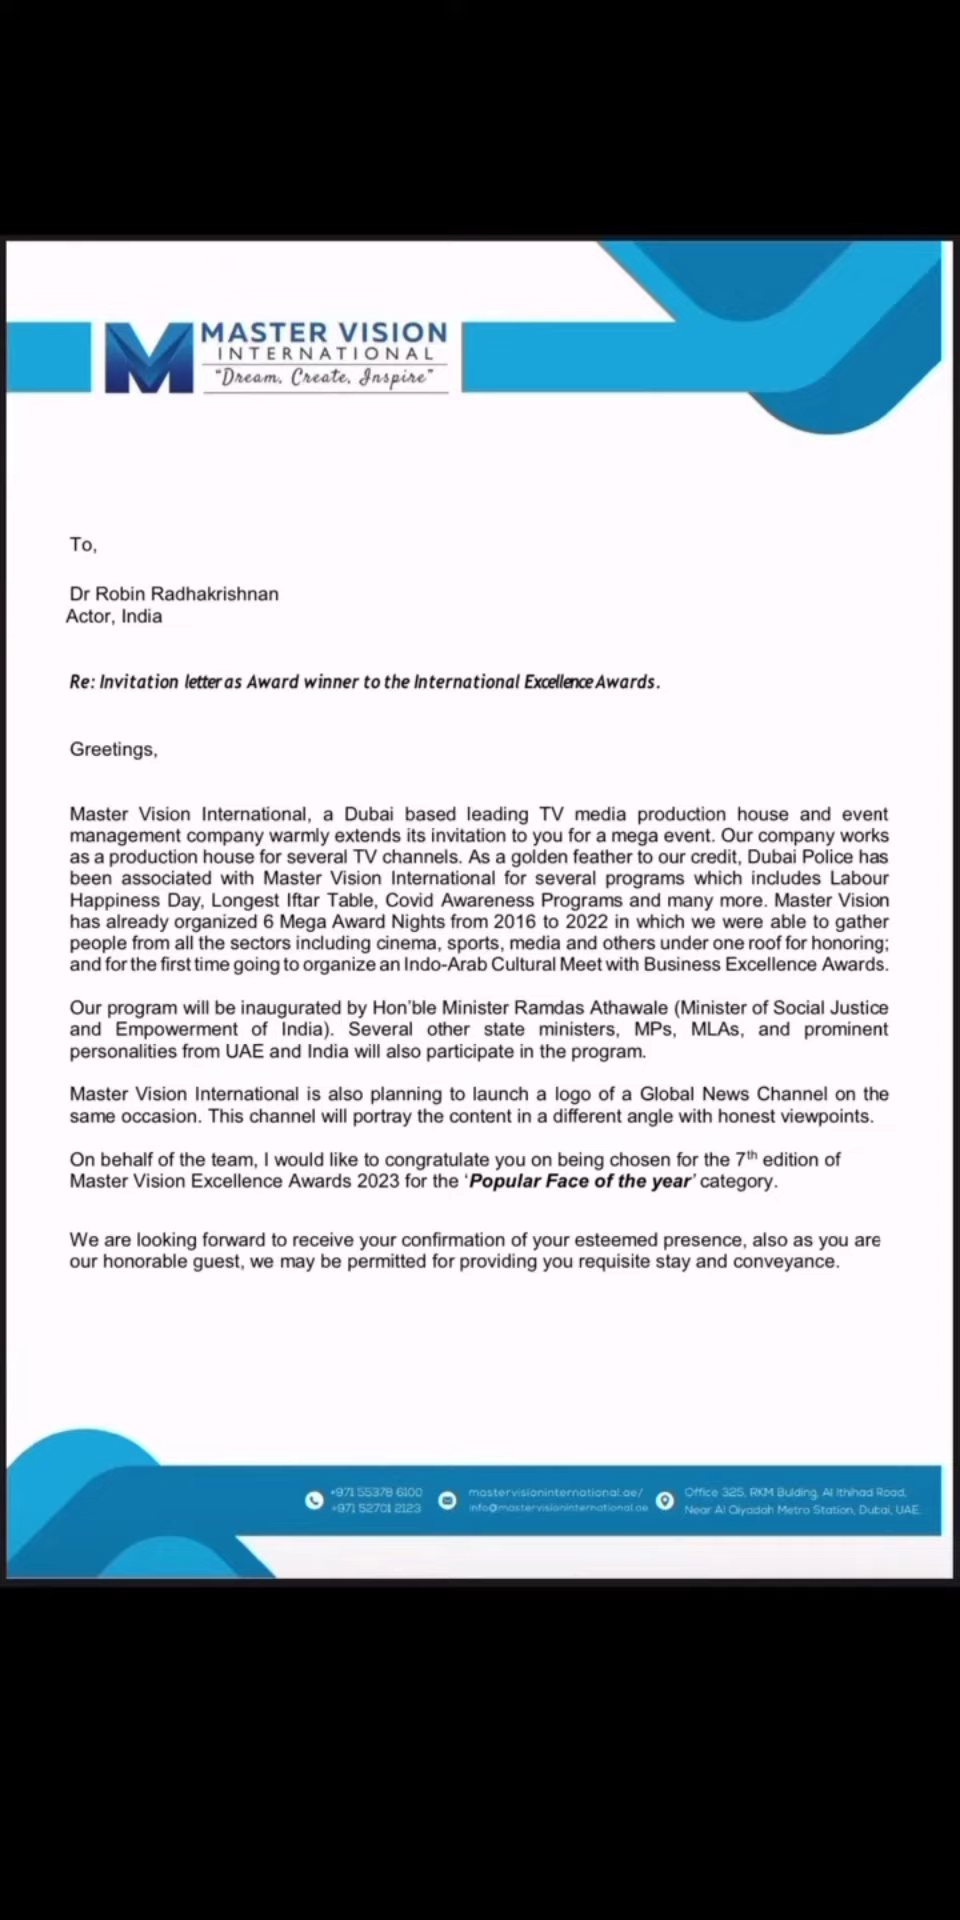 MASTER VISION
INTERNATIONAL
"Dream, Create, Inspire"
To,
Dr Robin Radhakrishnan
Actor, India
Re: Invitation letter as Award winner to the International Excellence Awards.
Greetings,
Master Vision International, a Dubai based leading TV media production house and event
management company warmly extends its invitation to you for a mega event. Our company works
as a production house for several TV channels. As a golden feather to our credit, Dubai Police has
been associated with Master Vision International for several programs which includes Labour
Happiness Day, Longest Iftar Table, Covid Awareness Programs and many more. Master Vision
has already organized 6 Mega Award Nights from 2016 to 2022 in which we were able to gather
people from all the sectors including cinema, sports, media and others under one roof for honoring;
and for the first time going to organize an Indo-Arab Cultural Meet with Business Excellence Awards.
Our program will be inaugurated by Hon'ble Minister Ramdas Athawale (Minister of Social Justice
and Empowerment of India). Several other state ministers, MPs, MLAs, and prominent
personalities from UAE and India will also participate in the program.
Master Vision International is also planning to launch a logo of a Global News Channel on the
same occasion. This channel will portray the content in a different angle with honest viewpoints.
On behalf of the team, I would like to congratulate you on being chosen for the 7th edition of
Master Vision Excellence Awards 2023 for the 'Popular Face of the year' category.
We are looking forward to receive your confirmation of your esteemed presence, also as you are
our honorable guest, we may be permitted for providing you requisite stay and conveyance.
+971 55378 6100
+971 52701 2123
mastervisioninternational.ae/
info@mastervisioninternational.ae
Office 325, RKM Bulding, Al Ithihad Road,
Near Al Qiyadah Metro Station, Dubai, UAE.